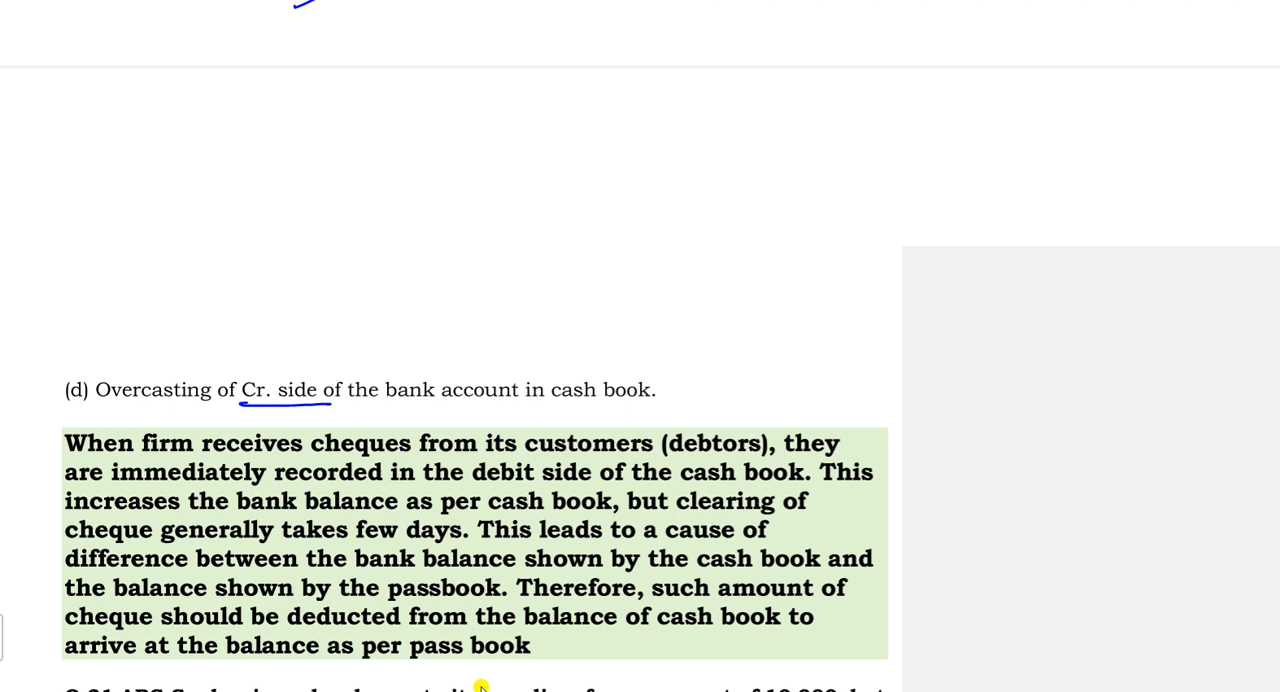 (d) Overcasting of Cr. side of the bank account in cash book.
When firm receives cheques from its customers (debtors), they
are immediately recorded in the debit side of the cash book. This
increases the bank balance as per cash book, but clearing of
cheque generally takes few days. This leads to a cause of
difference between the bank balance shown by the cash book and
the balance shown by the passbook. Therefore, such amount of
cheque should be deducted from the balance of cash book to
arrive at the balance as per pass book